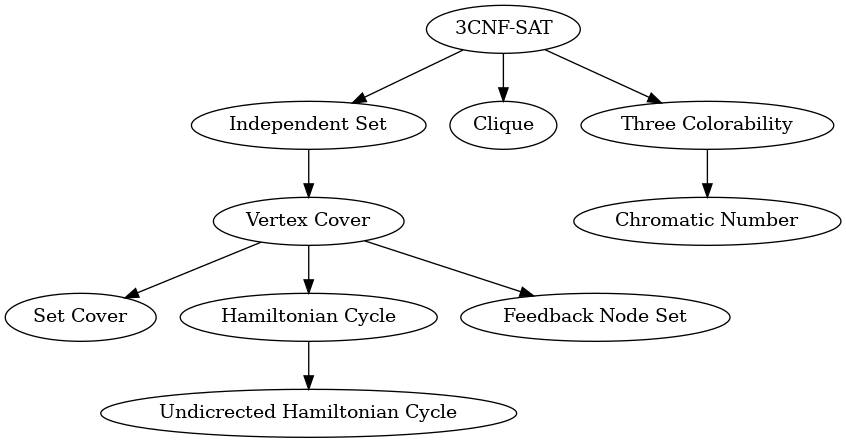 3CNF-SAT
Independent Set
Clique
Three Colorability
Vertex Cover
Chromatic Number
Set Cover
Hamiltonian Cycle
Feedback Node Set
Undicrected Hamiltonian Cycle